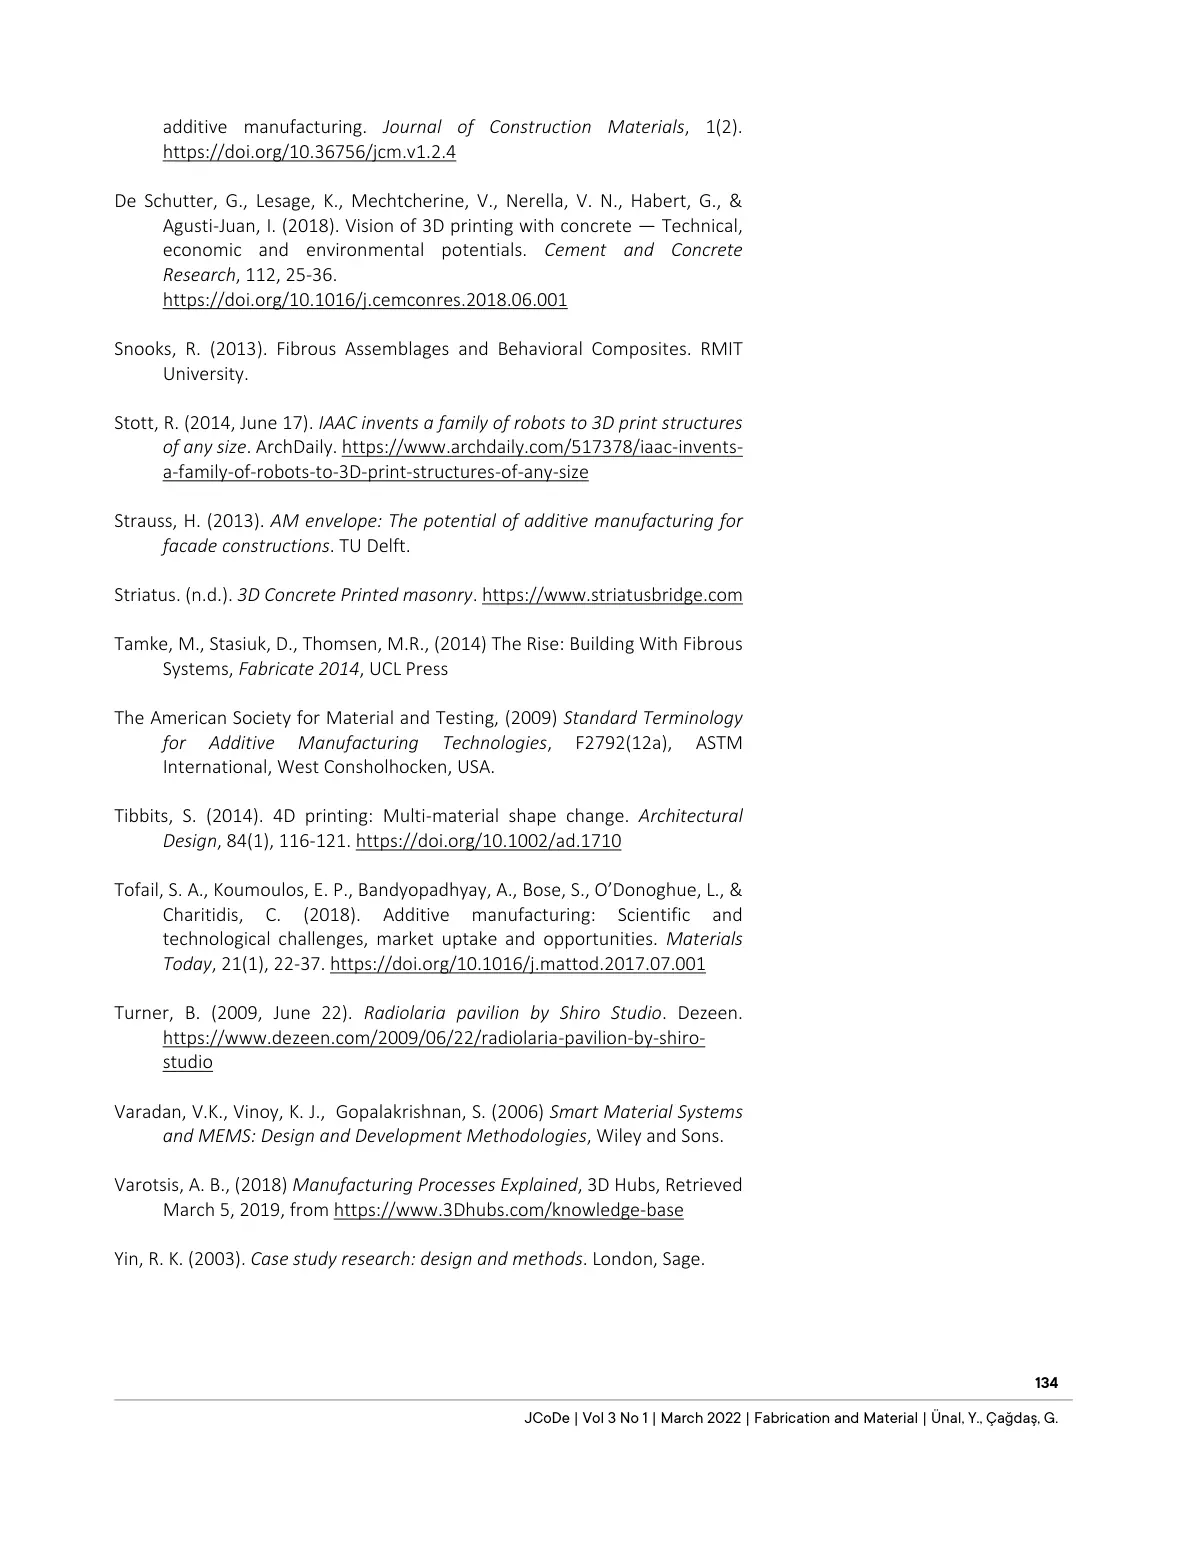 additive manufacturing. Journal of Construction Materials, 1(2).
https://doi.org/10.36756/jcm.v1.2.4
De Schutter, G., Lesage, K., Mechtcherine, V., Nerella, V. N., Habert, G., &
Agusti-Juan, I. (2018). Vision of 3D printing with concrete — Technical,
economic and environmental potentials. Cement and Concrete
Research, 112, 25-36.
https://doi.org/10.1016/j.cemconres.2018.06.001
Snooks, R. (2013). Fibrous Assemblages and Behavioral Composites. RMIT
University.
Stott, R. (2014, June 17). IAAC invents a family of robots to 3D print structures
of any size. ArchDaily. https://www.archdaily.com/517378/iaac-invents-
a-family-of-robots-to-3D-print-structures-of-any-size
Strauss, H. (2013). AM envelope: The potential of additive manufacturing for
facade constructions. TU Delft.
Striatus. (n.d.). 3D Concrete Printed masonry. https://www.striatusbridge.com
Tamke, M., Stasiuk, D., Thomsen, M.R., (2014) The Rise: Building With Fibrous
Systems, Fabricate 2014, UCL Press
The American Society for Material and Testing, (2009) Standard Terminology
for Additive Manufacturing Technologies, F2792(12a), ASTM
International, West Consholhocken, USA.
Tibbits, S. (2014). 4D printing: Multi-material shape change. Architectural
Design, 84(1), 116-121. https://doi.org/10.1002/ad.1710
Tofail, S. A., Koumoulos, E. P., Bandyopadhyay, A., Bose, S., O’Donoghue, L., &
Charitidis, C. (2018). Additive manufacturing: Scientific and
technological challenges, market uptake and opportunities. Materials
Today, 21(1), 22-37. https://doi.org/10.1016/j.mattod.2017.07.001
Turner, B. (2009, June 22). Radiolaria pavilion by Shiro Studio. Dezeen.
https://www.dezeen.com/2009/06/22/radiolaria-pavilion-by-shiro-
studio
Varadan, V.K., Vinoy, K. J., Gopalakrishnan, S. (2006) Smart Material Systems
and MEMS: Design and Development Methodologies, Wiley and Sons.
Varotsis, A. B., (2018) Manufacturing Processes Explained, 3D Hubs, Retrieved
March 5, 2019, from https://www.3Dhubs.com/knowledge-base
Yin, R. K. (2003). Case study research: design and methods. London, Sage.
134
JCoDe | Vol 3 No 1 | March 2022 | Fabrication and Material | Ünal, Y., Çağdaş, G.